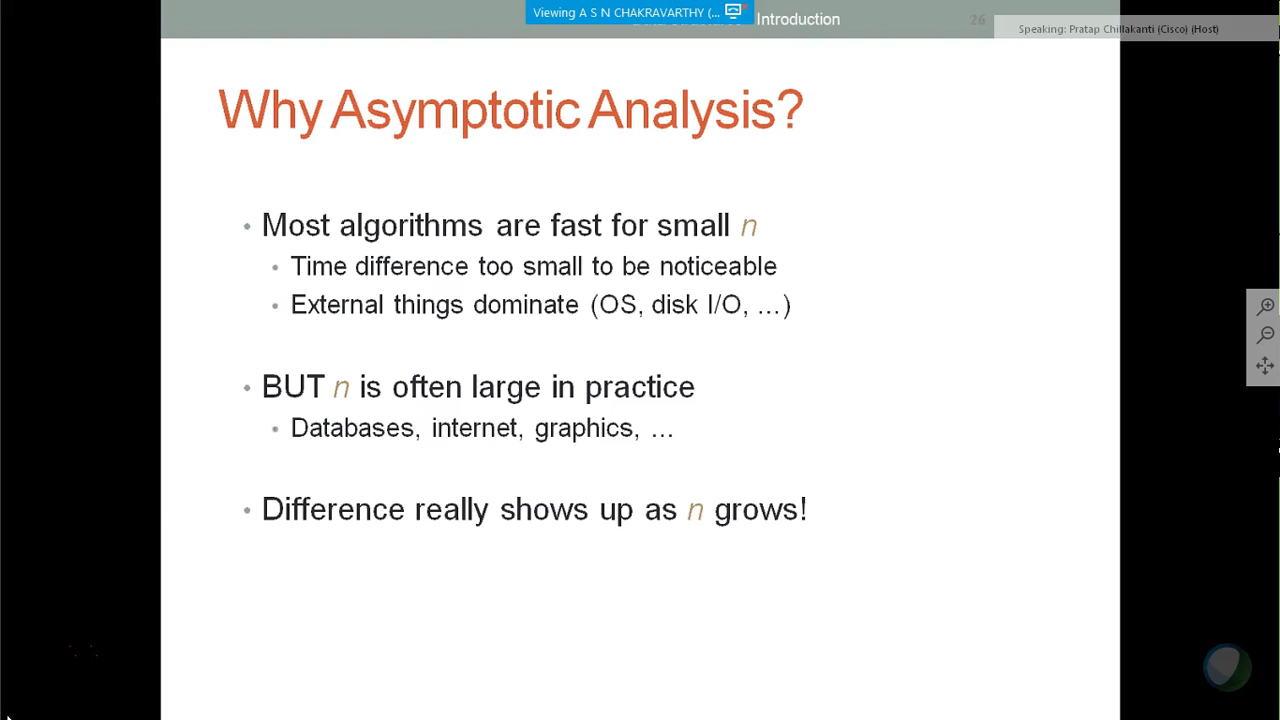 Viewing A S N CHAKRAVARTHY (...
Introduction
26
Speaking: Pratap Chillakanti (Cisco) (Host)
Why Asymptotic Analysis?
• Most algorithms are fast for small n
• Time difference too small to be noticeable
• External things dominate (OS, disk I/O, ...)
• BUT n is often large in practice
• Databases, internet, graphics, ...
• Difference really shows up as n grows!